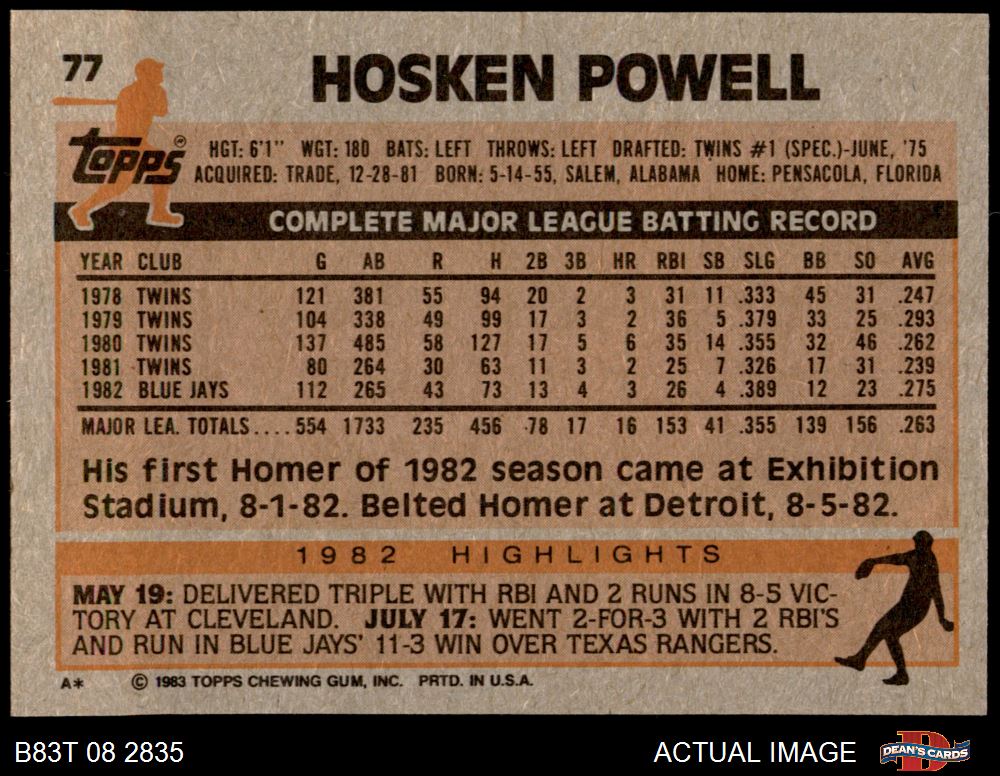 77 HOSKEN POWELL
Topps® HGT: 6'1" WGT: 180 BATS: LEFT THROWS: LEFT DRAFTED: TWINS #1 (SPEC.)-JUNE, '75
ACQUIRED: TRADE, 12-28-81 BORN: 5-14-55, SALEM, ALABAMA HOME: PENSACOLA, FLORIDA
COMPLETE MAJOR LEAGUE BATTING RECORD
YEAR CLUB G AB R H 2B 3B HR RBI SB SLG BB SO AVG
1978 TWINS 121 381 55 94 20 2 3 31 11 .333 45 31 .247
1979 TWINS 104 338 49 99 17 3 2 36 5 .379 33 25 .293
1980 TWINS 137 485 58 127 17 5 6 35 14 .355 32 46 .262
1981 TWINS 80 264 30 63 11 3 2 25 7 .326 17 31 .239
1982 BLUE JAYS 112 265 43 73 13 4 3 26 4 .389 12 23 .275
MAJOR LEA. TOTALS....554 1733 235 456 78 17 16 153 41 .355 139 156 .263
His first Homer of 1982 season came at Exhibition
Stadium, 8-1-82. Belted Homer at Detroit, 8-5-82.
1982 HIGHLIGHTS
MAY 19: DELIVERED TRIPLE WITH RBI AND 2 RUNS IN 8-5 VIC-
TORY AT CLEVELAND. JULY 17: WENT 2-FOR-3 WITH 2 RBI'S
AND RUN IN BLUE JAYS' 11-3 WIN OVER TEXAS RANGERS.
A* © 1983 TOPPS CHEWING GUM, INC. PRTD. IN U.S.A.
B83T 08 2835 ACTUAL IMAGE D DEAN'S CARDS